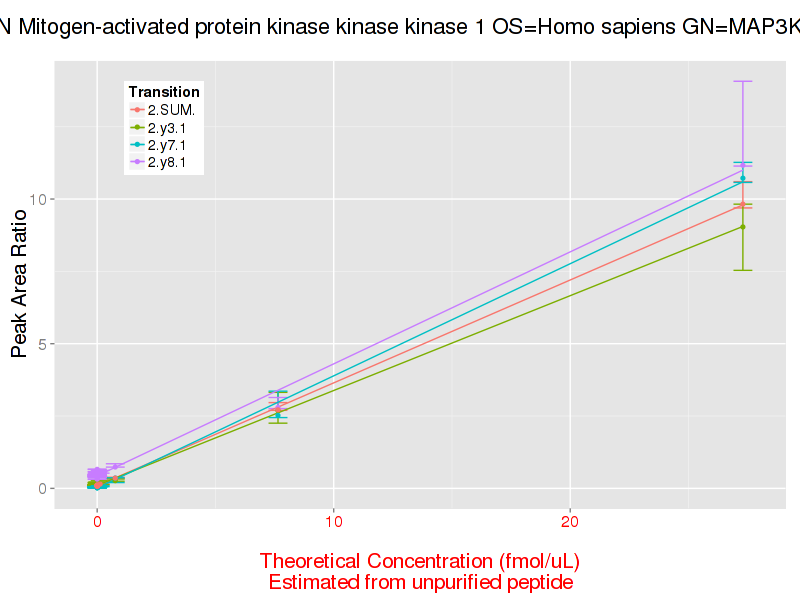 N Mitogen-activated protein kinase kinase kinase 1 OS=Homo sapiens GN=MAP3K
Transition
2.SUM.
2.y3.1
2.y7.1
2.y8.1
Peak Area Ratio
10
5
0
0 10 20
Theoretical Concentration (fmol/uL)
Estimated from unpurified peptide